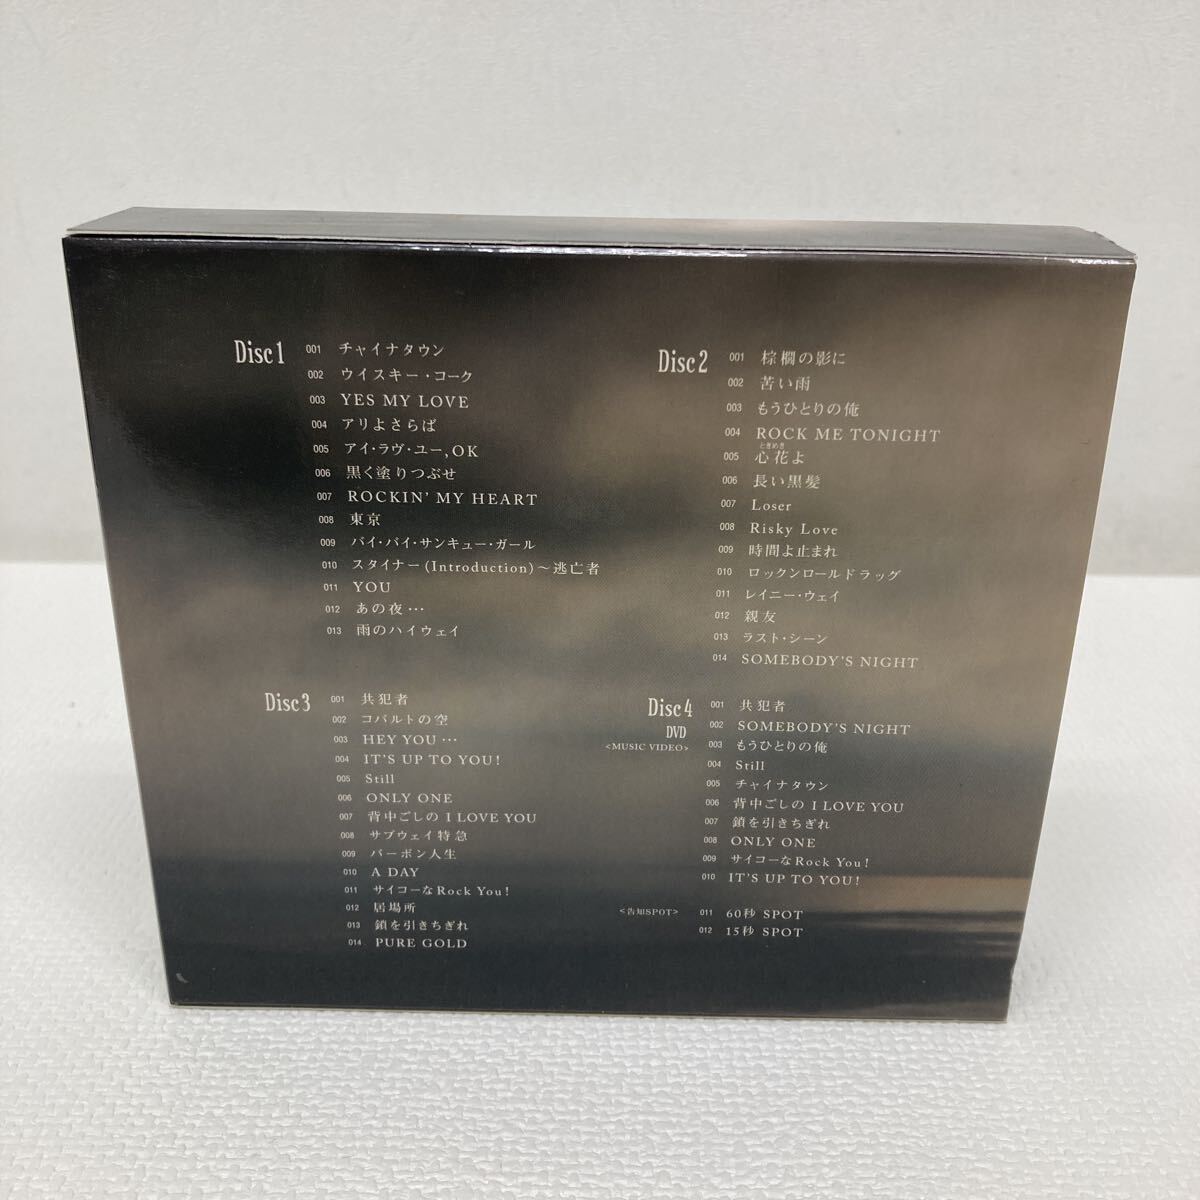 Disc 1
001 チャイナタウン
002 ウイスキー・コーク
003 YES MY LOVE
004 アリよさらば
005 アイ・ラヴ・ユー,OK
006 黒く塗りつぶせ
007 ROCKIN' MY HEART
008 東京
009 バイ・バイ・サンキュー・ガール
010 スタイナー (Introduction) ～逃亡者
011 YOU
012 あの夜…
013 雨のハイウェイ
Disc 2
001 棕櫚の影に
002 苦い雨
003 もうひとりの俺
004 ROCK ME TONIGHT
ときめき
005 心花よ
006 長い黒髪
007 Loser
008 Risky Love
009 時間よ止まれ
010 ロックンロールドラッグ
011 レイニー・ウェイ
012 親友
013 ラスト・シーン
014 SOMEBODY'S NIGHT
Disc 3
001 共犯者
002 コバルトの空
003 HEY YOU…
004 IT'S UP TO YOU!
005 Still
006 ONLY ONE
007 背中ごしの I LOVE YOU
008 サブウェイ特急
009 バーボン人生
010 A DAY
011 サイコーなRock You!
012 居場所
013 鎖を引きちぎれ
014 PURE GOLD
Disc 4
DVD
<MUSIC VIDEO>
001 共犯者
002 SOMEBODY'S NIGHT
003 もうひとりの俺
004 Still
005 チャイナタウン
006 背中ごしの I LOVE YOU
007 鎖を引きちぎれ
008 ONLY ONE
009 サイコーなRock You!
010 IT'S UP TO YOU!
<告知SPOT>
011 60秒 SPOT
012 15秒 SPOT